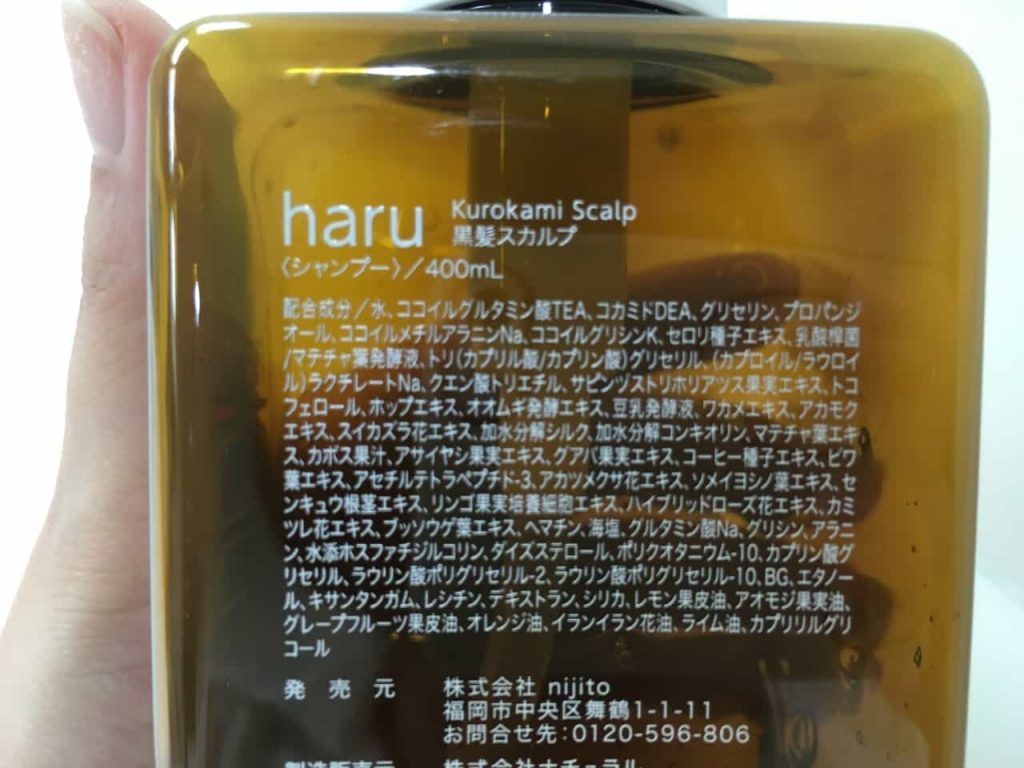 haru Kurokami Scalp
黒髪スカルプ
〈シャンプー〉／400mL
配合成分／水、ココイルグルタミン酸TEA、コカミドDEA、グリセリン、プロパンジ
オール、ココイルメチルアラニンNa、ココイルグリシンK、セロリ種子エキス、乳酸桿菌
/マテチャ葉発酵液、トリ（カプリル酸/カプリン酸）グリセリル、（カプロイル/ラウロイ
ル）ラクチレートNa、クエン酸トリエチル、サピンヅストリホリアツス果実エキス、トコ
フェロール、ホップエキス、オオムギ発酵エキス、豆乳発酵液、ワカメエキス、アカモク
エキス、スイカズラ花エキス、加水分解シルク、加水分解コンキオリン、マテチャ葉エキ
ス、カボス果汁、アサイヤシ果実エキス、グアバ果実エキス、コーヒー種子エキス、ビワ
葉エキス、アセチルテトラペプチド-3、アカツメクサ花エキス、ソメイヨシノ葉エキス、セ
ンキュウ根茎エキス、リンゴ果実培養細胞エキス、ハイブリッドローズ花エキス、カミ
ツレ花エキス、ブッソウゲ葉エキス、ヘマチン、海塩、グルタミン酸Na、グリシン、アラニ
ン、水添ホスファチジルコリン、ダイズステロール、ポリクオタニウム-10、カプリン酸グ
リセリル、ラウリン酸ポリグリセリル-2、ラウリン酸ポリグリセリル-10、BG、エタノー
ル、キサンタンガム、レシチン、デキストラン、シリカ、レモン果皮油、アオモジ果実油、
グレープフルーツ果皮油、オレンジ油、イランイラン花油、ライム油、カプリリルグリ
コール
発売元 株式会社 nijito
福岡市中央区舞鶴1-1-11
お問合せ先：0120-596-806
製造販売元 株式会社ナチュラル